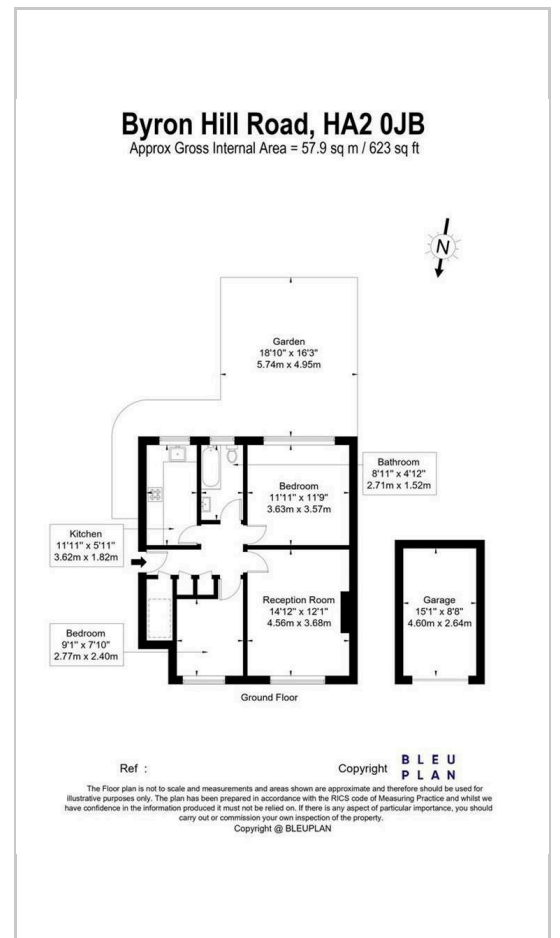 Byron Hill Road, HA2 0JB
Approx Gross Internal Area = 57.9 sq m / 623 sq ft
N
Garden
18'10" x 16'3"
5.74m x 4.95m
Bathroom
8'11" x 4'12"
2.71m x 1.52m
Bedroom
11'11" x 11'9"
3.63m x 3.57m
Kitchen
11'11" x 5'11"
3.62m x 1.82m
Reception Room
14'12" x 12'1"
4.56m x 3.68m
Garage
15'1" x 8'8"
4.60m x 2.64m
Bedroom
9'1" x 7'10"
2.77m x 2.40m
Ground Floor
Ref :
Copyright
BLEU
PLAN
The Floor plan is not to scale and measurements and areas shown are approximate and therefore should be used for
illustrative purposes only. The plan has been prepared in accordance with the RICS code of Measuring Practice and whilst we
have confidence in the information produced it must not be relied on. If there is any aspect of particular importance, you should
carry out or commission your own inspection of the property.
Copyright @ BLEUPLAN